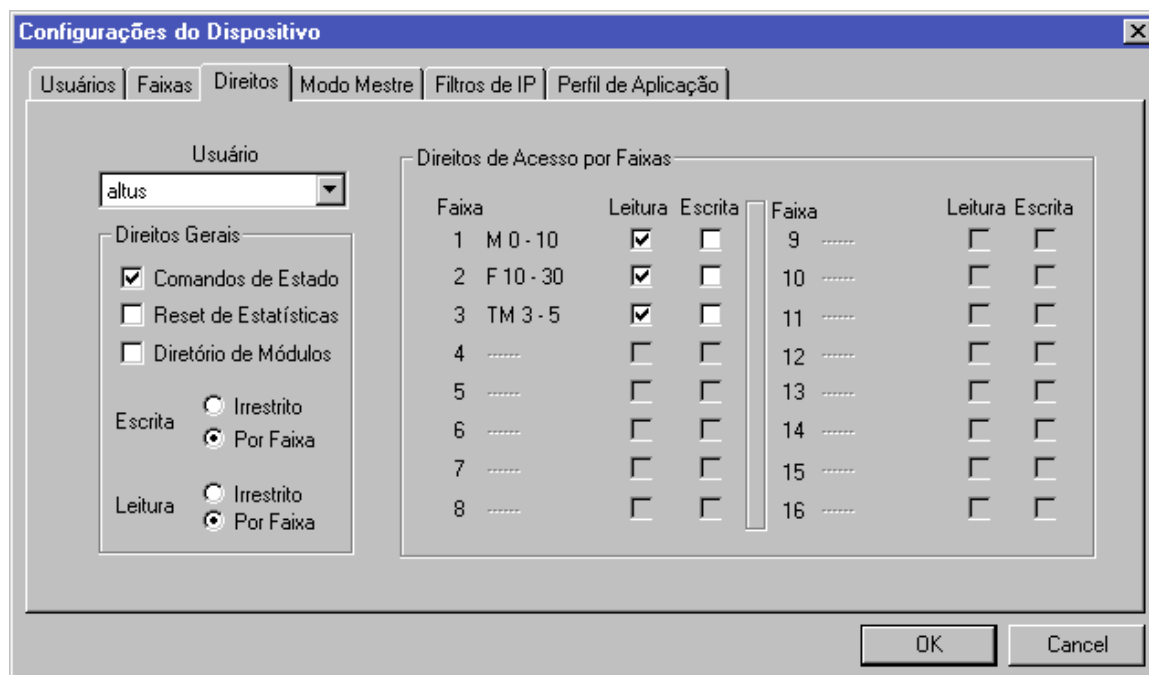 Configurações do Dispositivo
Usuários Faixas Direitos Modo Mestre Filtros de IP Perfil de Aplicação
Usuário
altus
Direitos Gerais
Comandos de Estado
Reset de Estatísticas
Diretório de Módulos
Escrita
Irrestrito
Por Faixa
Leitura
Irrestrito
Por Faixa
Direitos de Acesso por Faixas
Faixa Leitura Escrita
1 M 0 - 10
2 F 10 - 30
3 TM 3 - 5
4 ------
5 ------
6 ------
7 ------
8 ------
Faixa Leitura Escrita
9 ------
10 ------
11 ------
12 ------
13 ------
14 ------
15 ------
16 ------
OK Cancel